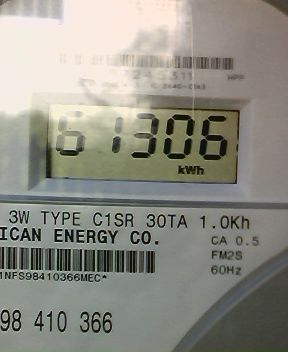 61306
kWh
3W TYPE C1SR 30TA 1.0Kh
ICAN ENERGY CO.
CA 0.5
FM2S
60Hz
1NFS98410366MEC*
98 410 366